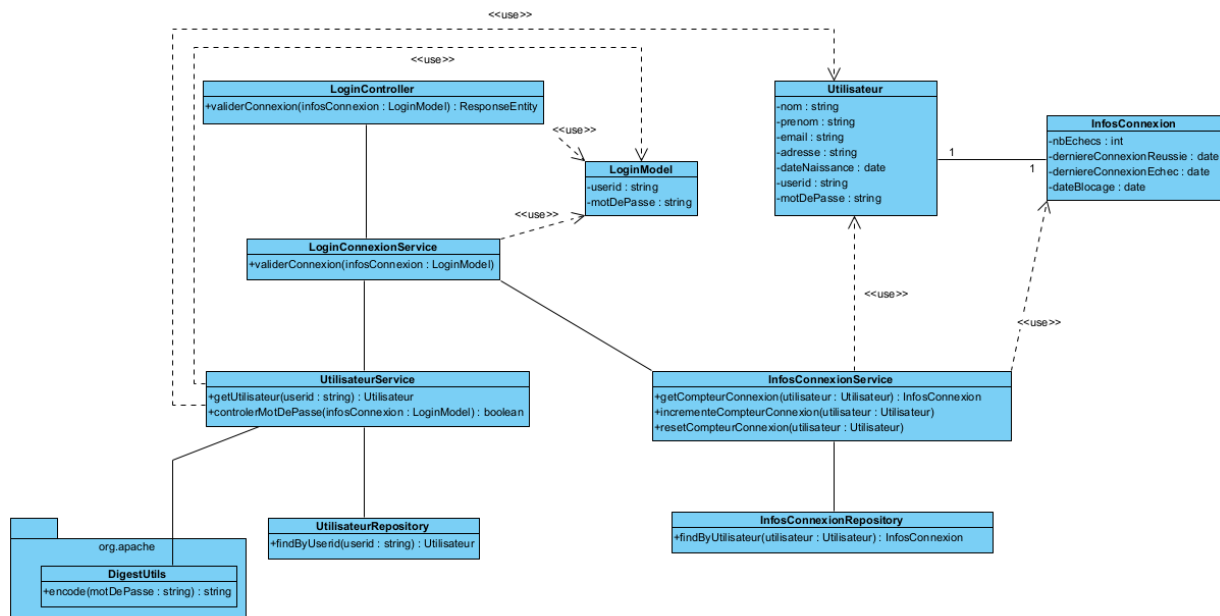 <<use>>
<<use>>
LoginController
+validerConnexion(infosConnexion : LoginModel) : ResponseEntity
<<use>>
LoginModel
-userid : string
-motDePasse : string
Utilisateur
-nom : string
-prenom : string
-email : string
-adresse : string
-dateNaissance : date
-userid : string
-motDePasse : string
1
1
InfosConnexion
-nbEchecs : int
-derniereConnexionReussie : date
-derniereConnexionEchec : date
-dateBlocage : date
<<use>>
LoginConnexionService
+validerConnexion(infosConnexion : LoginModel)
<<use>>
<<use>>
UtilisateurService
+getUtilisateur(userid : string) : Utilisateur
+controlerMotDePasse(infosConnexion : LoginModel) : boolean
InfosConnexionService
+getCompteurConnexion(utilisateur : Utilisateur) : InfosConnexion
+incrementeCompteurConnexion(utilisateur : Utilisateur)
+resetCompteurConnexion(utilisateur : Utilisateur)
UtilisateurRepository
+findByUserid(userid : string) : Utilisateur
InfosConnexionRepository
+findByUtilisateur(utilisateur : Utilisateur) : InfosConnexion
org.apache
DigestUtils
+encode(motDePasse : string) : string